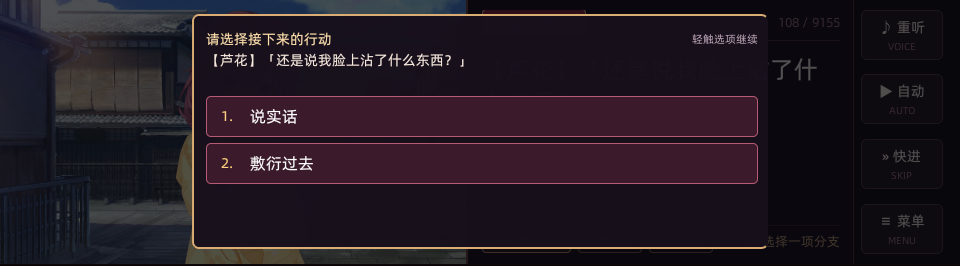 请选择接下来的行动
轻触选项继续
【芦花】「还是说我脸上沾了什么东西？」
1. 说实话
2. 敷衍过去
108 / 9155
了什
选择一项分支
♪ 重听
VOICE
▶ 自动
AUTO
» 快进
SKIP
≡ 菜单
MENU